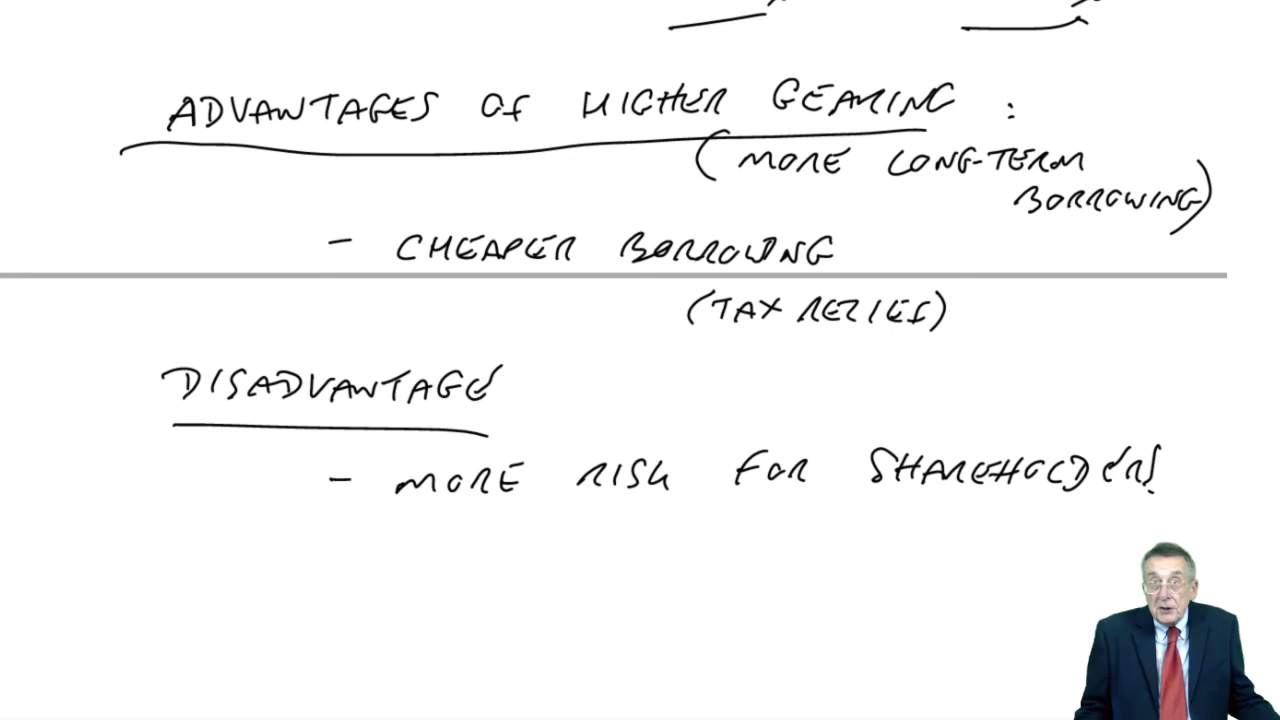 ADVANTAGES OF HIGHER GEARING :
(MORE LONG-TERM
BORROWING)
- CHEAPER BORROWING
(TAX RELIEF)
DISADVANTAGE
- MORE RISK FOR SHAREHOLDERS